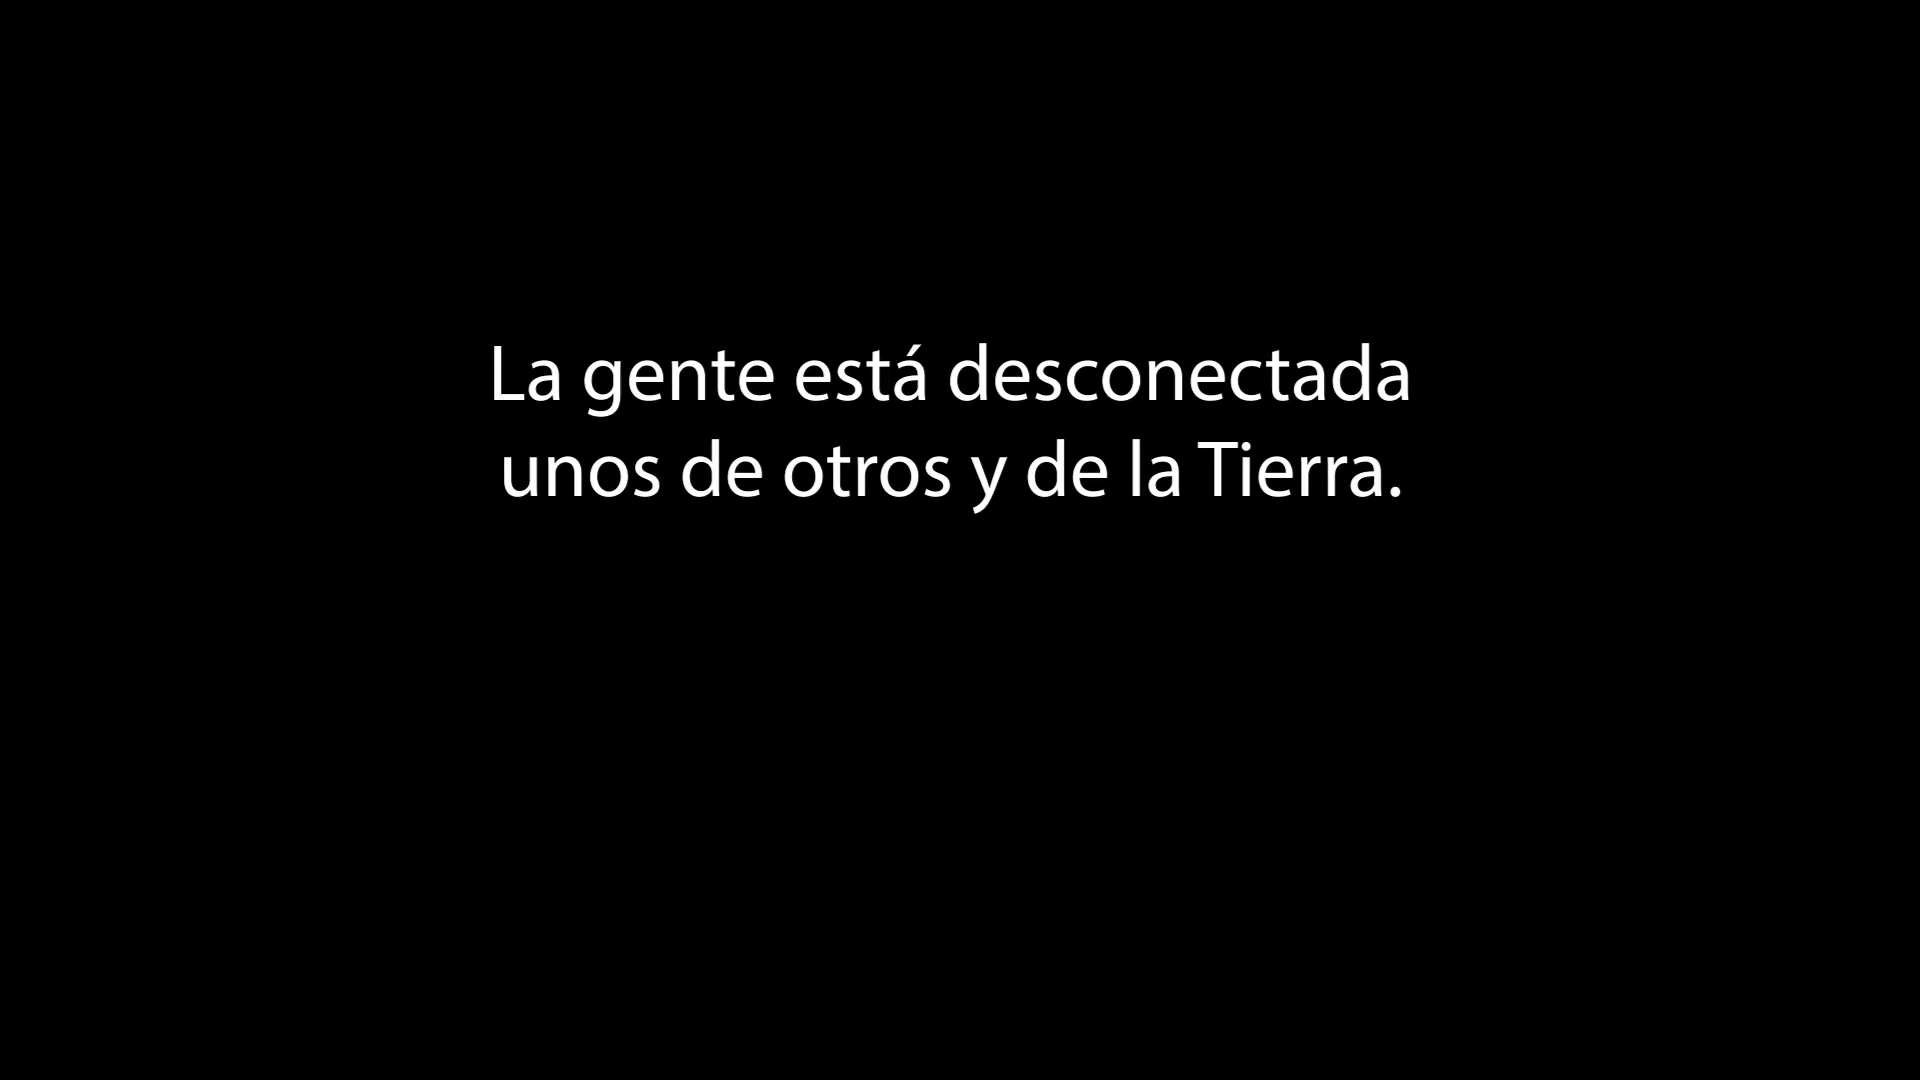 La gente está desconectada
unos de otros y de la Tierra.